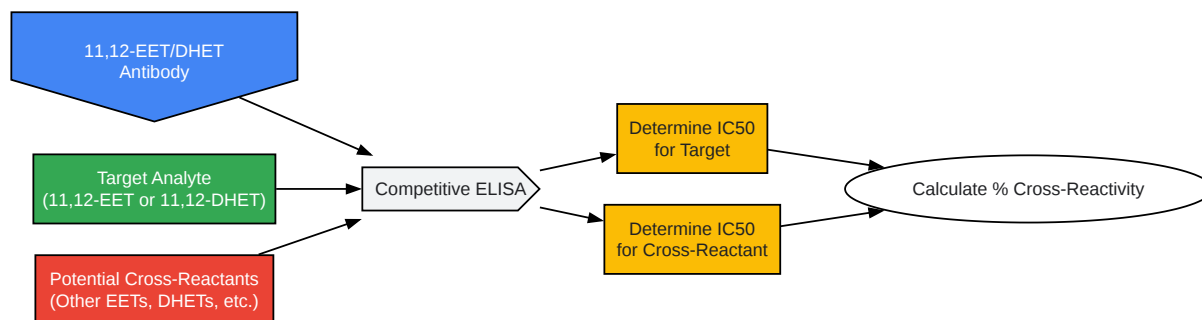 11,12-EET/DHET
Antibody
Target Analyte
(11,12-EET or 11,12-DHET)
Potential Cross-Reactants
(Other EETs, DHETs, etc.)
Competitive ELISA
Determine IC50
for Target
Determine IC50
for Cross-Reactant
Calculate % Cross-Reactivity